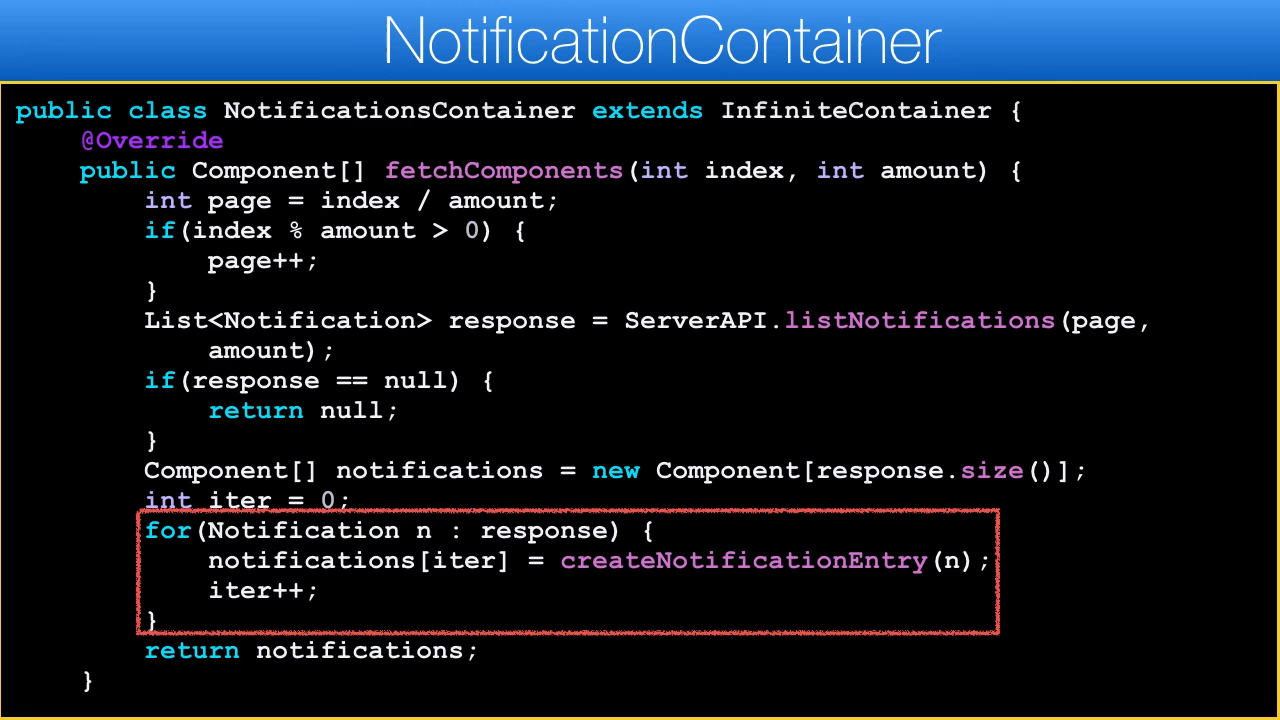 NotificationContainer
public class NotificationsContainer extends InfiniteContainer {
    @Override
    public Component[] fetchComponents(int index, int amount) {
        int page = index / amount;
        if(index % amount > 0) {
            page++;
        }
        List<Notification> response = ServerAPI.listNotifications(page,
            amount);
        if(response == null) {
            return null;
        }
        Component[] notifications = new Component[response.size()];
        int iter = 0;
        for(Notification n : response) {
            notifications[iter] = createNotificationEntry(n);
            iter++;
        }
        return notifications;
    }